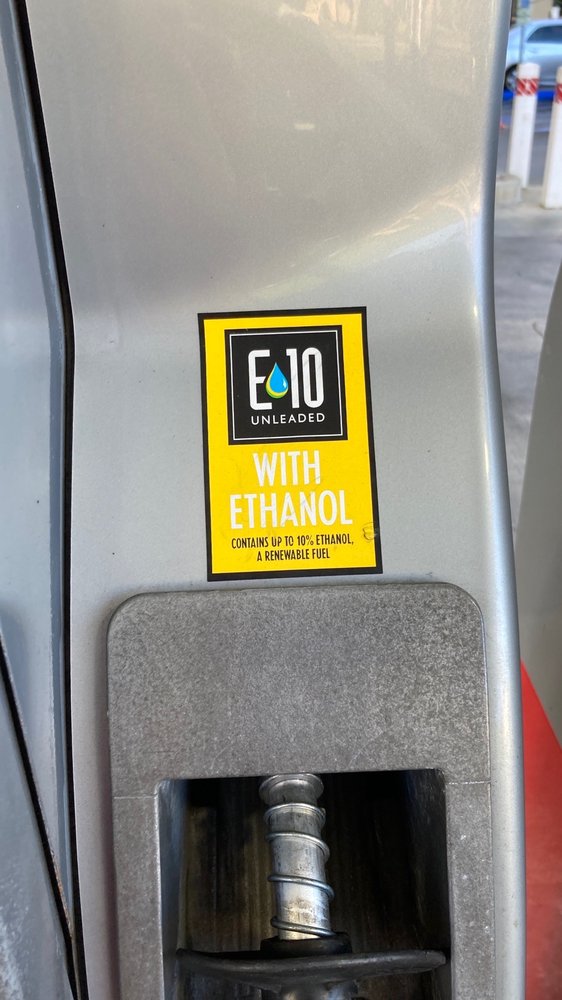 E10
UNLEADED
WITH
ETHANOL
CONTAINS UP TO 10% ETHANOL,
A RENEWABLE FUEL